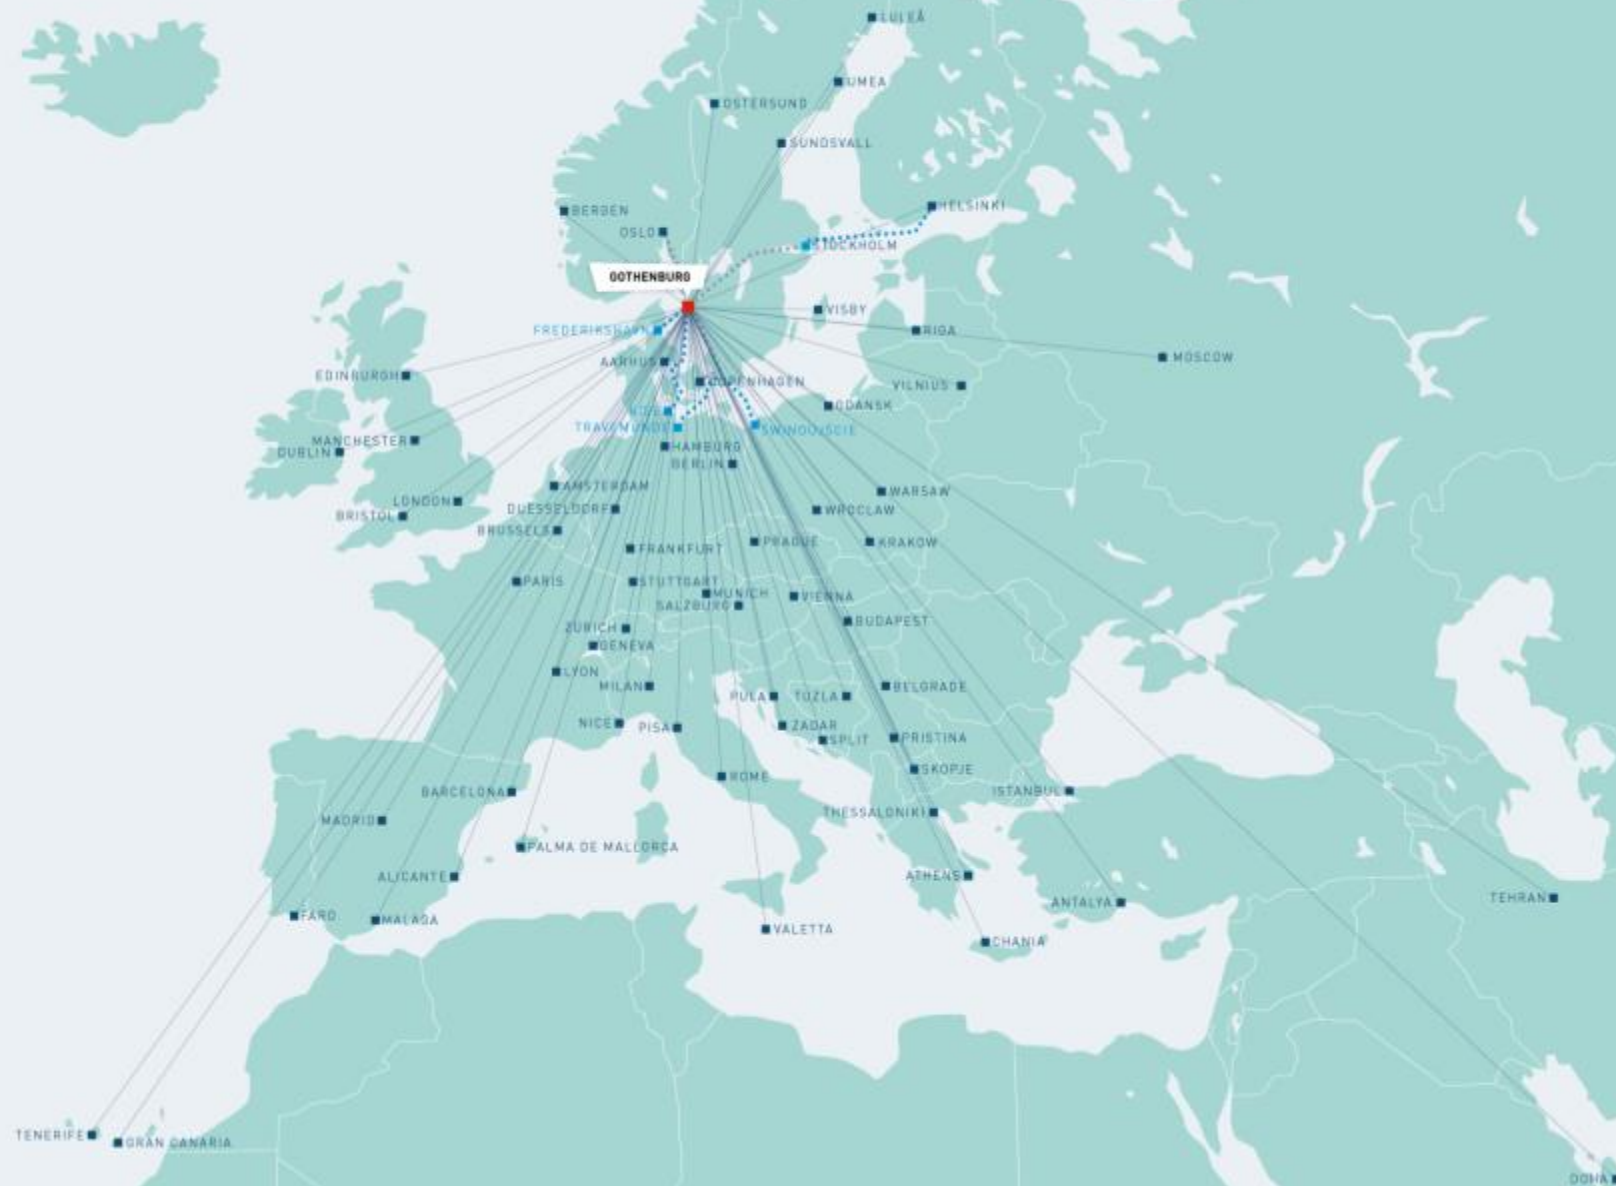 LULEÅ
UMEA
OSTERSUND
SUNDSVALL
HELSINKI
BERGEN
OSLO
STOCKHOLM
GOTHENBURG
VISBY
FREDERIKSHAVN
RIGA
MOSCOW
AARHUS
EDINBURGH
COPENHAGEN
VILNIUS
GDANSK
KIEL
TRAVEMUNDE
SWINOUJSCIE
MANCHESTER
HAMBURG
DUBLIN
BERLIN
AMSTERDAM
WARSAW
LONDON
DUESSELDORF
WROCLAW
BRISTOL
BRUSSELS
PRAGUE
KRAKOW
FRANKFURT
PARIS
STUTTGART
MUNICH
VIENNA
SALZBURG
BUDAPEST
ZURICH
GENEVA
LYON
MILAN
BELGRADE
PULA
TUZLA
NICE
PISA
ZADAR
SPLIT
PRISTINA
SKOPJE
ROME
BARCELONA
ISTANBUL
THESSALONIKI
MADRID
PALMA DE MALLORCA
ALICANTE
ATHENS
TEHRAN
ANTALYA
FARO
MALAGA
VALETTA
CHANIA
TENERIFE
GRAN CANARIA
DOHA